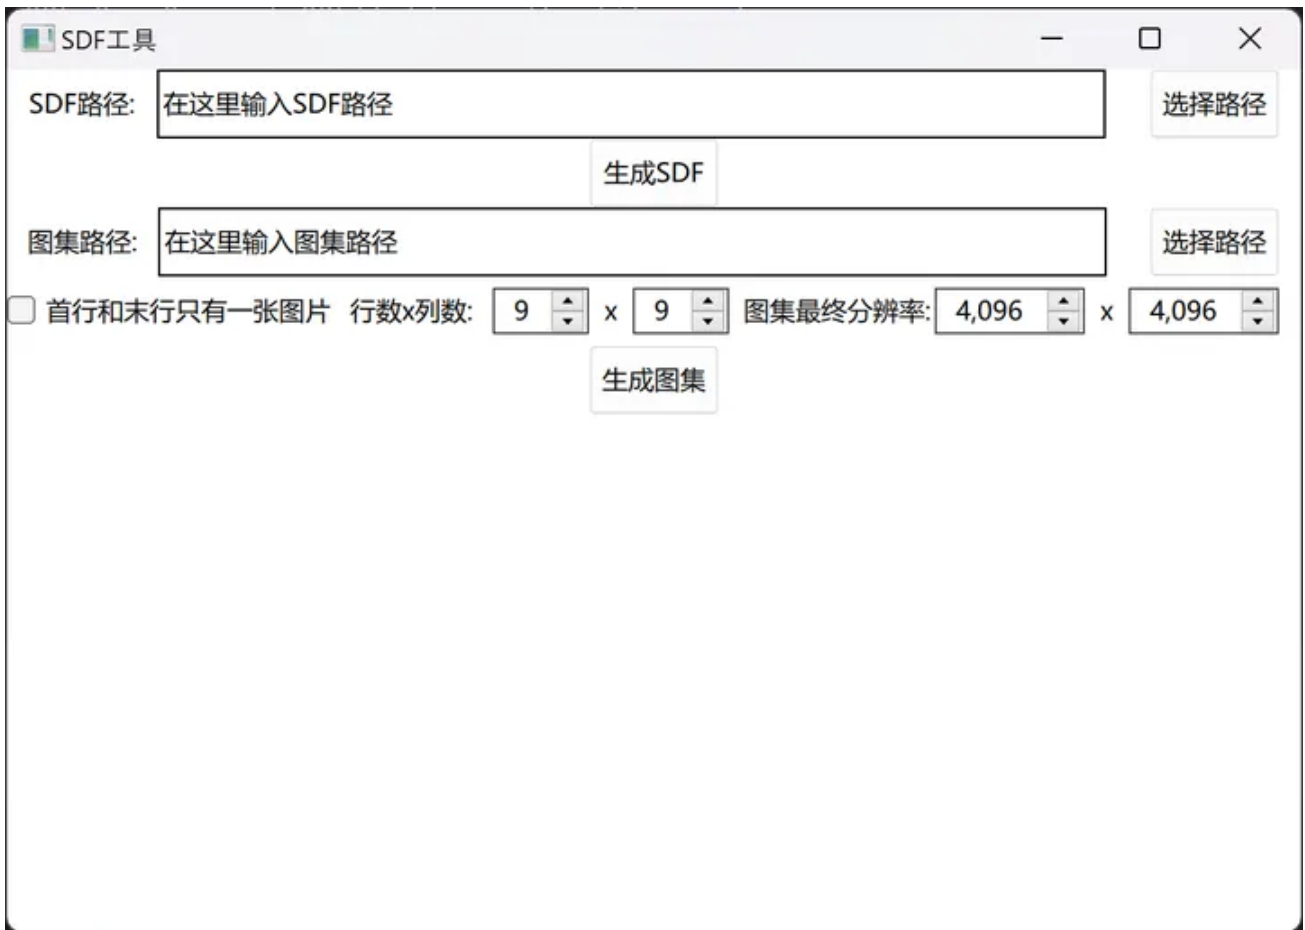 SDF工具
SDF路径: 在这里输入SDF路径 选择路径
生成SDF
图集路径: 在这里输入图集路径 选择路径
首行和末行只有一张图片 行数x列数: 9 x 9 图集最终分辨率: 4,096 x 4,096
生成图集